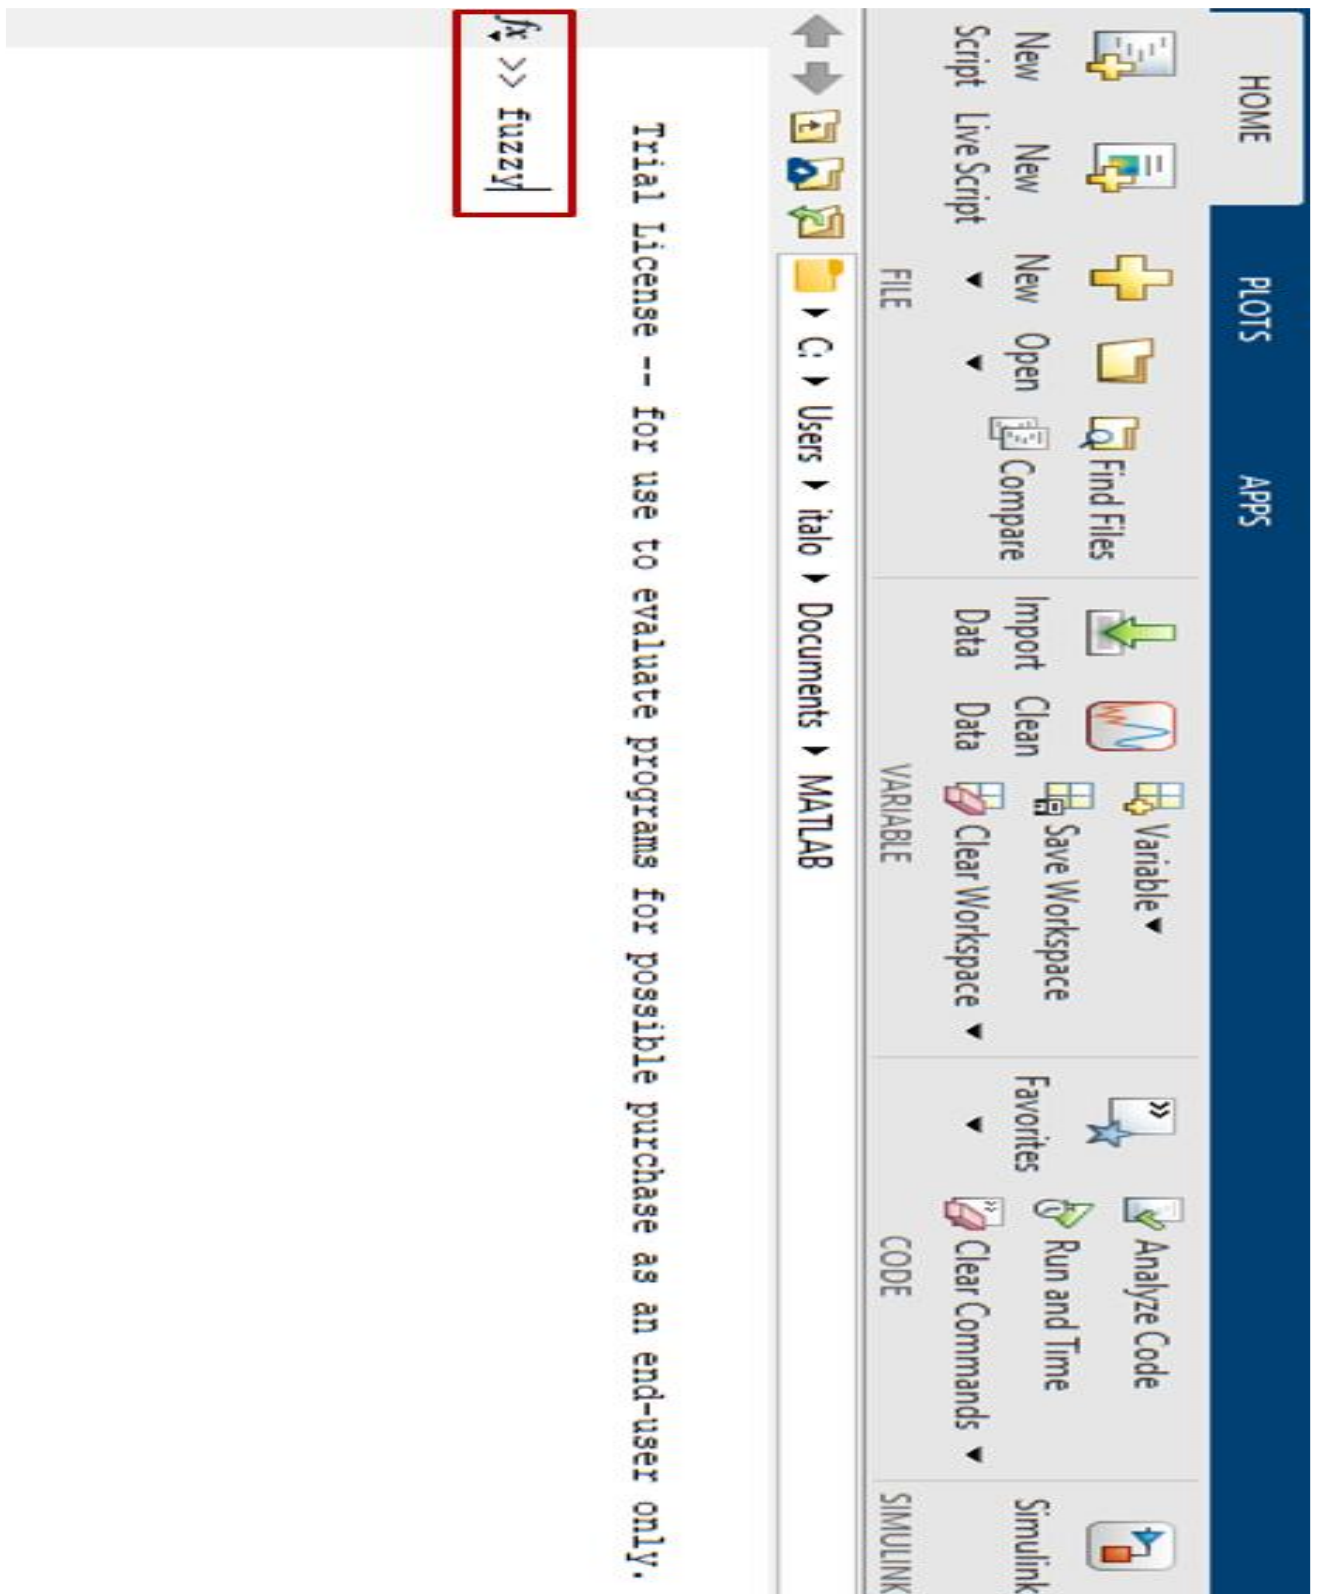 HOME PLOTS APPS
New Script
New Live Script
New
Open
Find Files
Compare
FILE
Import Data
Clean Data
Variable
Save Workspace
Clear Workspace
VARIABLE
Favorites
Analyze Code
Run and Time
Clear Commands
CODE
Simulink
SIMULINK
C: Users italo Documents MATLAB
Trial License -- for use to evaluate programs for possible purchase as an end-user only.
fx >> fuzzy